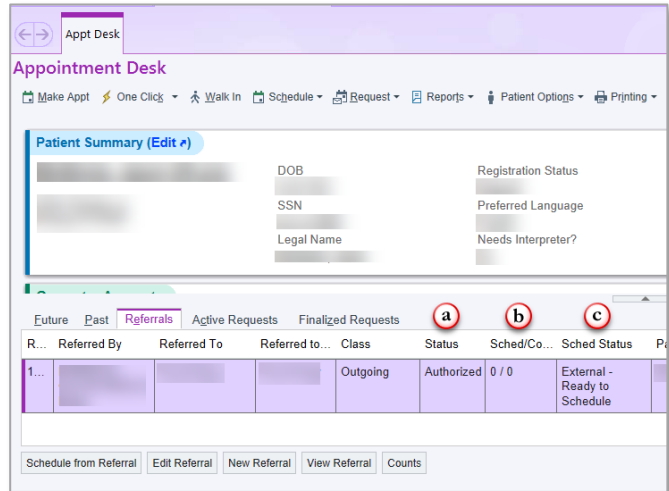 Appt Desk
Appointment Desk
Make Appt One Click Walk In Schedule Request Reports Patient Options Printing
Patient Summary (Edit)
DOB Registration Status
SSN Preferred Language
Legal Name Needs Interpreter?
Future Past Referrals Active Requests Finalized Requests a b c
R... Referred By Referred To Referred to... Class Status Sched/Co... Sched Status
1... Outgoing Authorized 0 / 0 External -
Ready to
Schedule
Schedule from Referral Edit Referral New Referral View Referral Counts